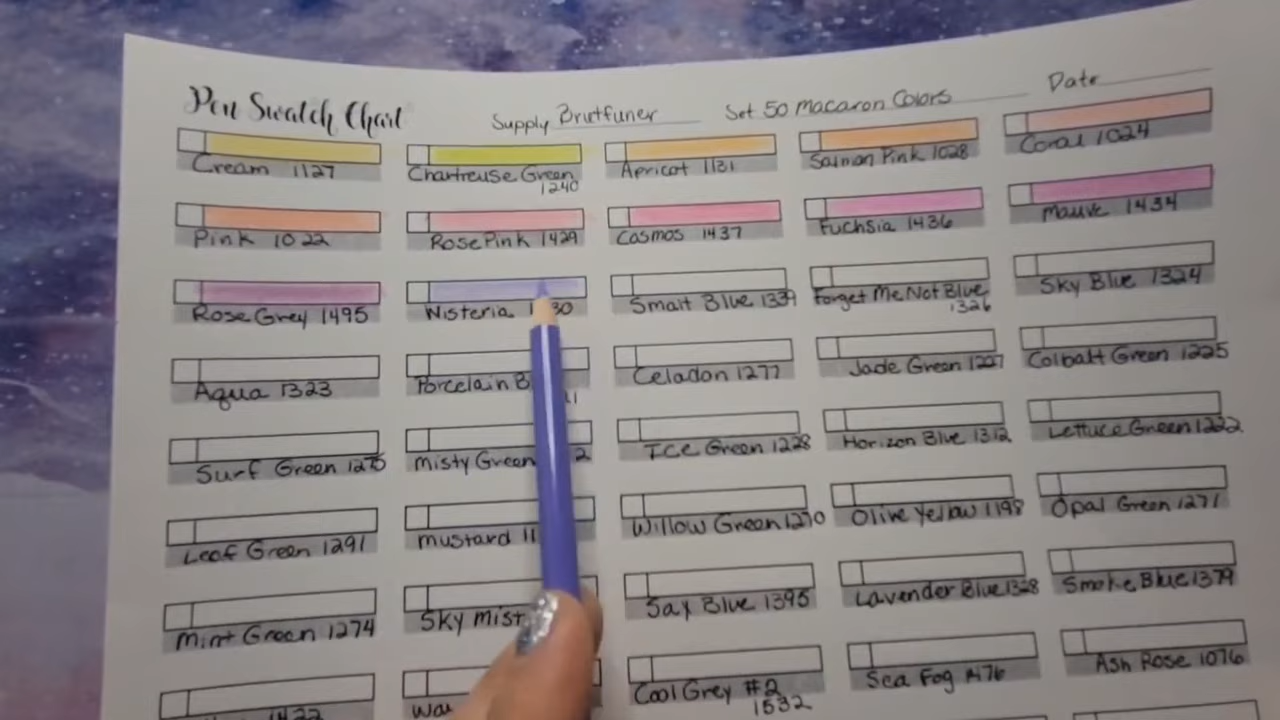 Pen Swatch Chart Supply Brutfuner Set 50 Macaron Colors Date
Cream 1127
Chartreuse Green
1240
Apricot 1131
Salmon Pink 1028
Coral 1024
Pink 1022
Rose Pink 1429
Cosmos 1437
Fuchsia 1436
Mauve 1434
Rose Grey 1495
Wisteria
Smalt Blue 1339
Forget Me Not Blue
1326
Sky Blue 1324
Aqua 1323
Porcelain
Celadon 1277
Jade Green 1227
Colbalt Green 1225
Surf Green 1275
Misty Green
Ice Green 1228
Horizon Blue 1312
Lettuce Green 1232
Leaf Green 1291
Mustard
Willow Green 1270
Olive Yellow 1198
Opal Green 1271
Mint Green 1274
Sky Mist
Sax Blue 1395
Lavender Blue 1328
Smoke Blue 1379
Cool Grey #2
1532
Sea Fog 1476
Ash Rose 1076